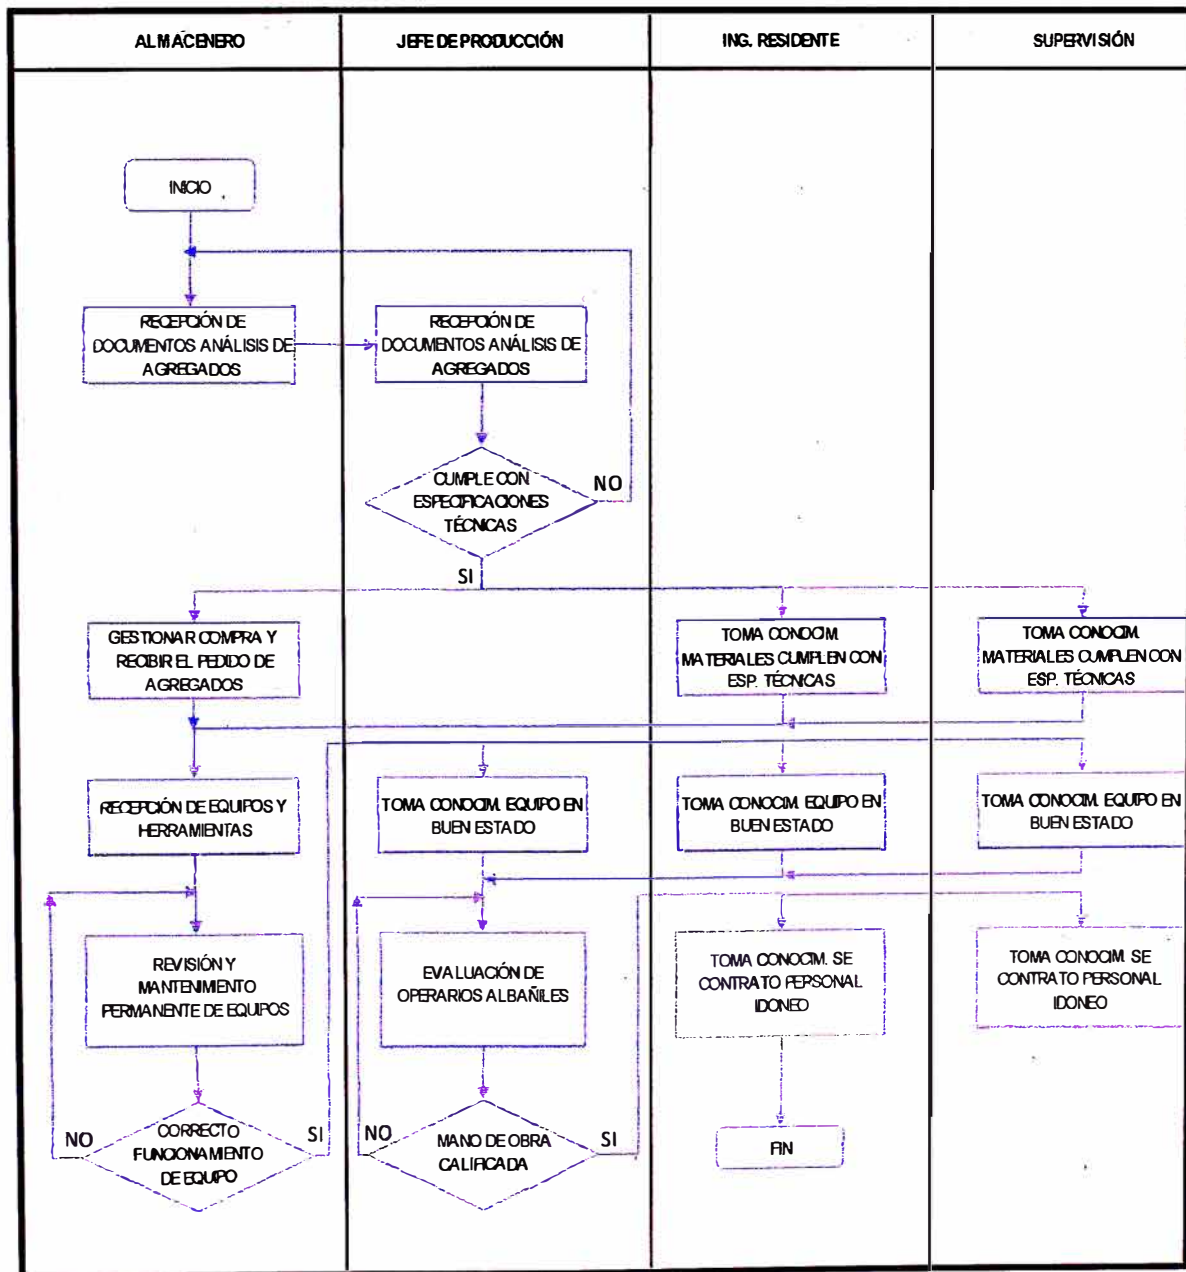 ALMACENERO
JEFE DE PRODUCCIÓN
ING. RESIDENTE
SUPERVISIÓN
INICIO
RECEPCIÓN DE
DOCUMENTOS ANÁLISIS DE
AGREGADOS
RECEPCIÓN DE
DOCUMENTOS ANÁLISIS DE
AGREGADOS
CUMPLE CON
ESPECIFICACIONES
TÉCNICAS
NO
SI
GESTIONAR COMPRA Y
RECIBIR EL PEDIDO DE
AGREGADOS
TOMA CONOCIM.
MATERIALES CUMPLEN CON
ESP. TÉCNICAS
TOMA CONOCIM.
MATERIALES CUMPLEN CON
ESP. TÉCNICAS
RECEPCIÓN DE EQUIPOS Y
HERRAMIENTAS
TOMA CONOCIM. EQUIPO EN
BUEN ESTADO
TOMA CONOCIM. EQUIPO EN
BUEN ESTADO
TOMA CONOCIM. EQUIPO EN
BUEN ESTADO
REVISIÓN Y
MANTENIMIENTO
PERMANENTE DE EQUIPOS
EVALUACIÓN DE
OPERARIOS ALBAÑILES
TOMA CONOCIM. SE
CONTRATO PERSONAL
IDONEO
TOMA CONOCIM. SE
CONTRATO PERSONAL
IDONEO
NO
CORRECTO
FUNCIONAMIENTO
DE EQUIPO
SI
NO
MANO DE OBRA
CALIFICADA
SI
FIN